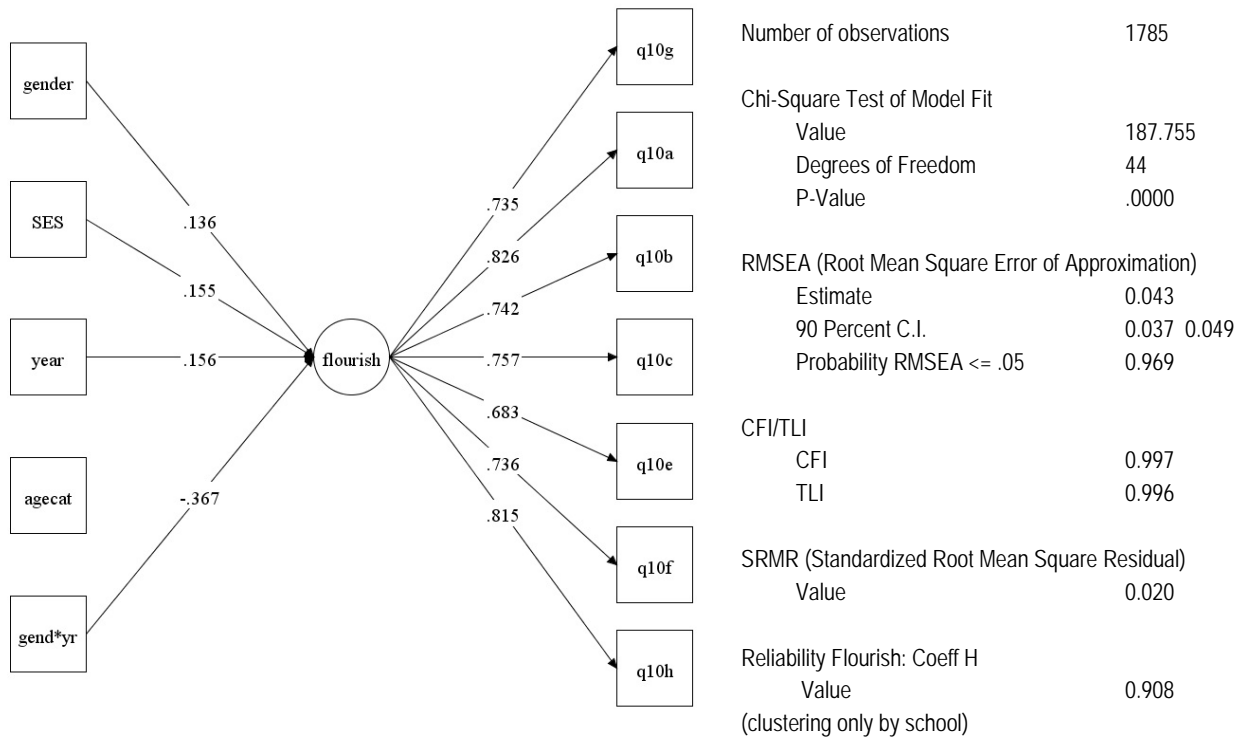 gender
SES
year
agecat
gend*yr
.136
.155
.156
-.367
flourish
.735
.826
.742
.757
.683
.736
.815
q10g
q10a
q10b
q10c
q10e
q10f
q10h
Number of observations 1785
Chi-Square Test of Model Fit
Value 187.755
Degrees of Freedom 44
P-Value .0000
RMSEA (Root Mean Square Error of Approximation)
Estimate 0.043
90 Percent C.I. 0.037 0.049
Probability RMSEA <= .05 0.969
CFI/TLI
CFI 0.997
TLI 0.996
SRMR (Standardized Root Mean Square Residual)
Value 0.020
Reliability Flourish: Coeff H
Value 0.908
(clustering only by school)